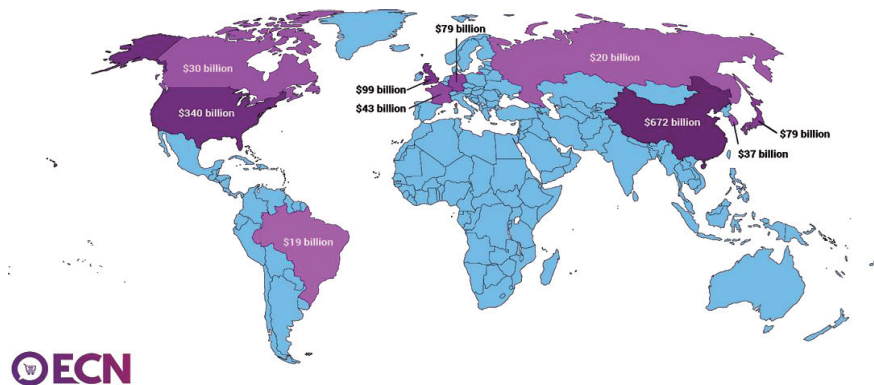 $79 billion
$30 billion
$20 billion
$99 billion
$43 billion
$340 billion
$672 billion
$79 billion
$37 billion
$19 billion
ECN